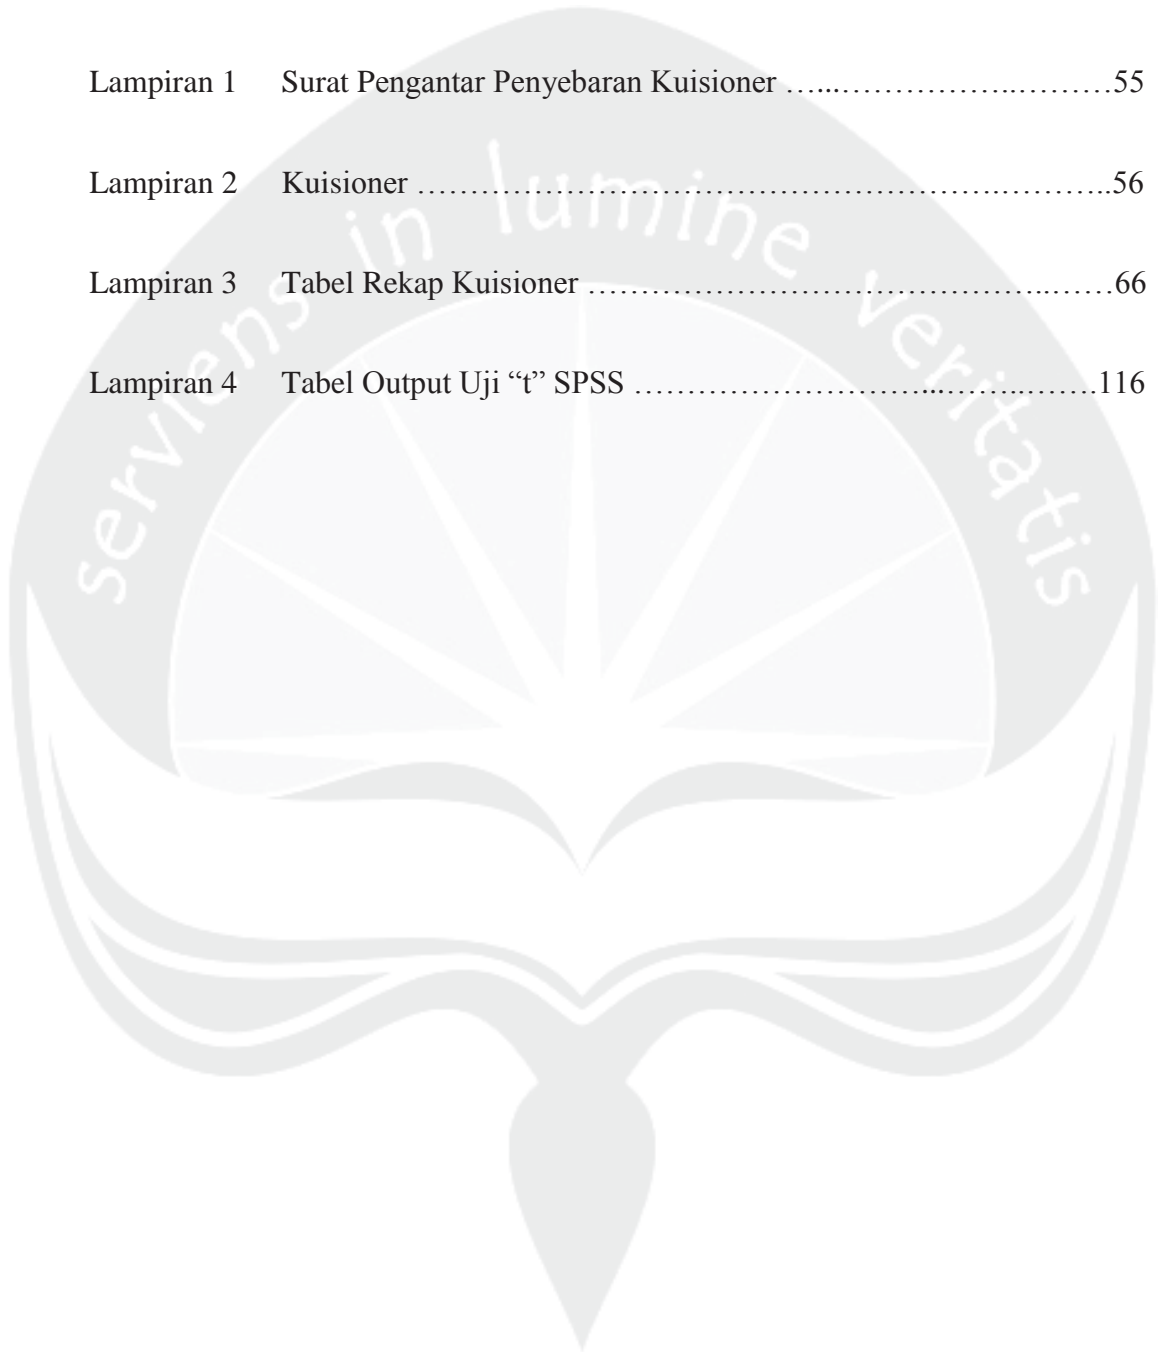 Lampiran 1 Surat Pengantar Penyebaran Kuisioner …...……………..………55
Lampiran 2 Kuisioner ……………………………………………….………..56
Lampiran 3 Tabel Rekap Kuisioner …………………………………..……66
Lampiran 4 Tabel Output Uji “t” SPSS ………………………...……..…….116
serviens in lumine veritatis